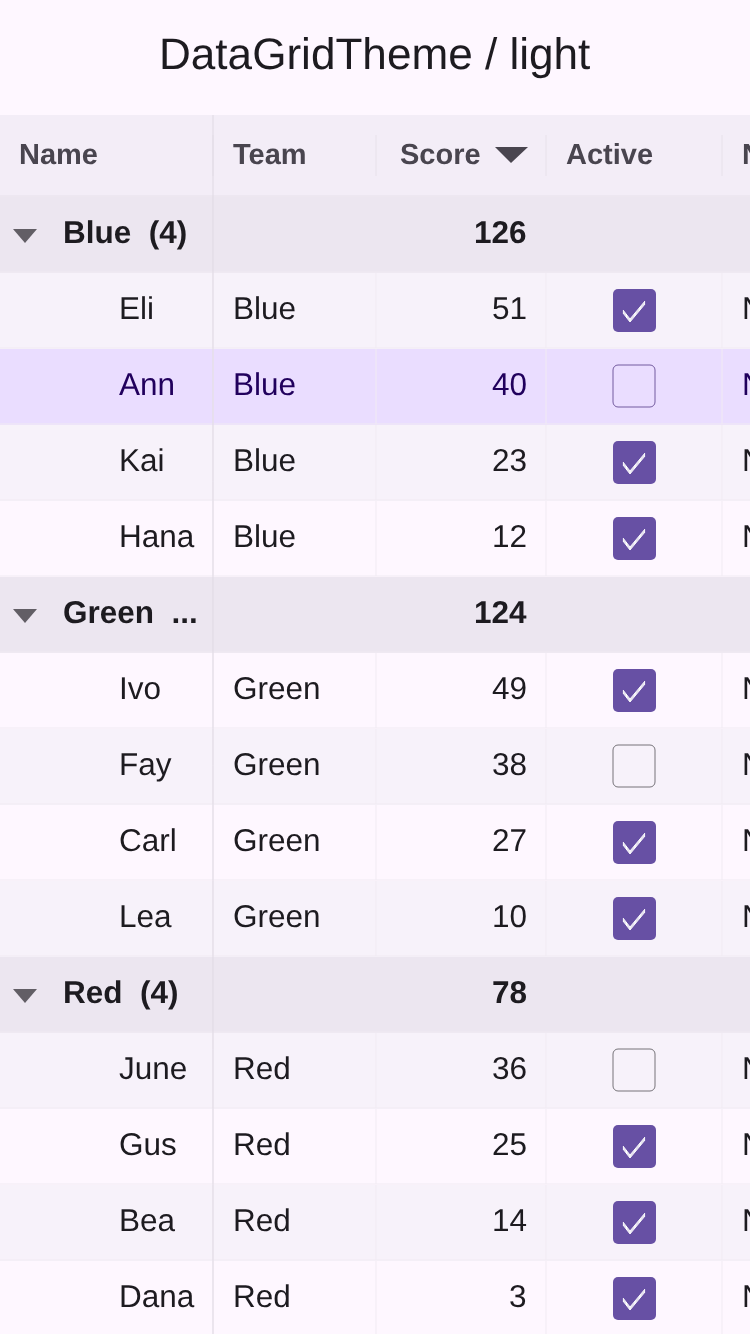 DataGridTheme / light
Name Team Score Active
Blue (4) 126
Eli Blue 51
Ann Blue 40
Kai Blue 23
Hana Blue 12
Green ... 124
Ivo Green 49
Fay Green 38
Carl Green 27
Lea Green 10
Red (4) 78
June Red 36
Gus Red 25
Bea Red 14
Dana Red 3